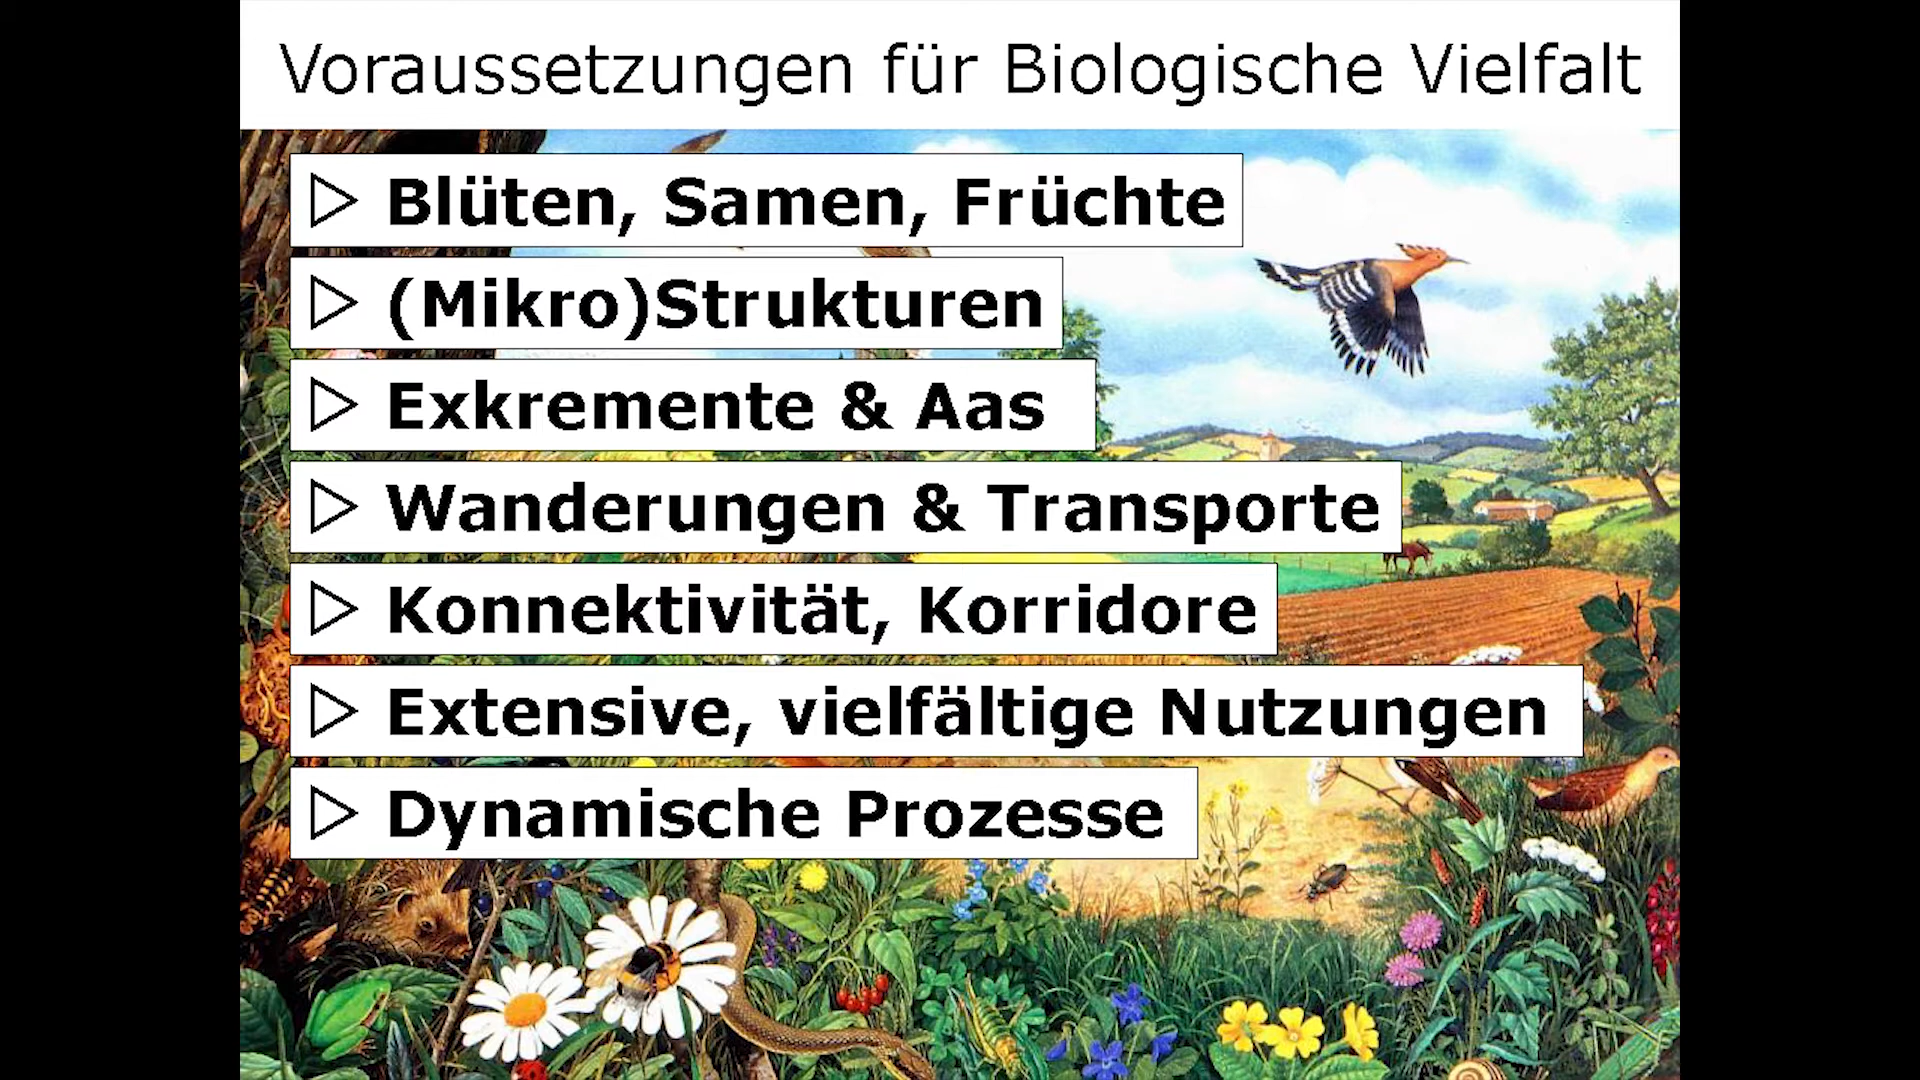 Voraussetzungen für Biologische Vielfalt
Blüten, Samen, Früchte
(Mikro)Strukturen
Exkremente & Aas
Wanderungen & Transporte
Konnektivität, Korridore
Extensive, vielfältige Nutzungen
Dynamische Prozesse